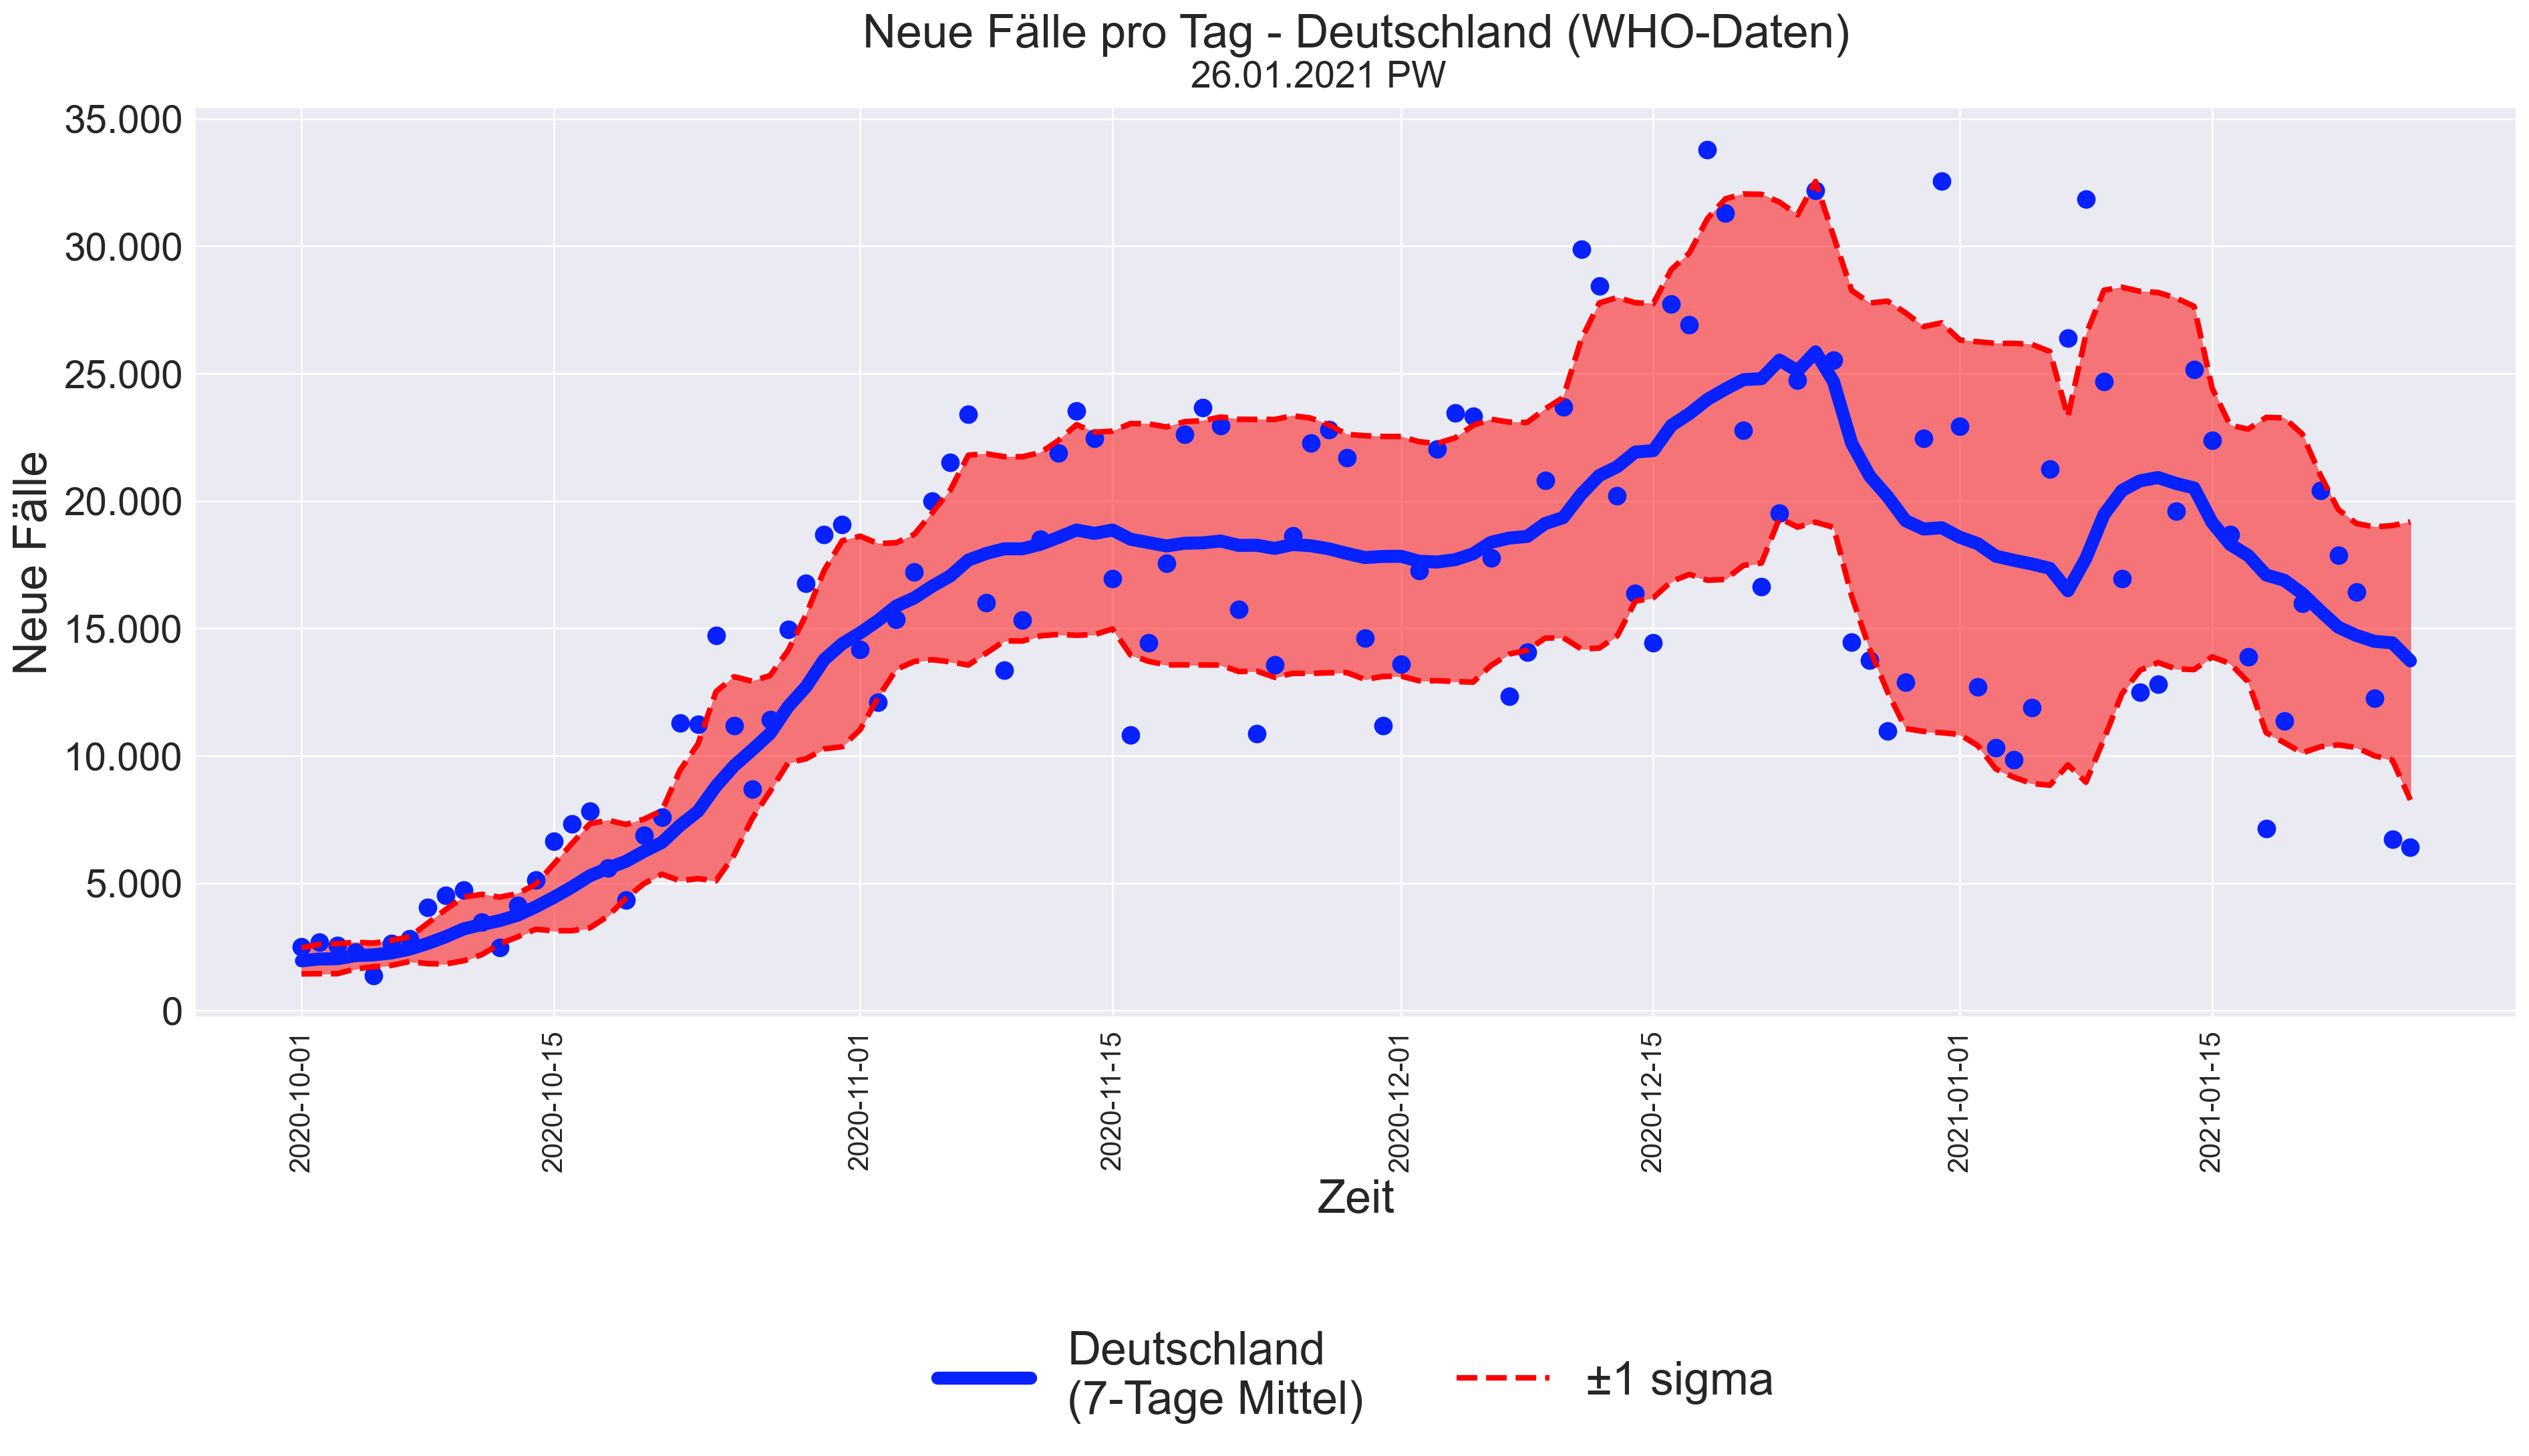 Neue Fälle pro Tag - Deutschland (WHO-Daten)
26.01.2021 PW
Neue Fälle
35.000
30.000
25.000
20.000
15.000
10.000
5.000
0
2020-10-01
2020-10-15
2020-11-01
2020-11-15
2020-12-01
2020-12-15
2021-01-01
2021-01-15
Zeit
Deutschland
(7-Tage Mittel)
±1 sigma